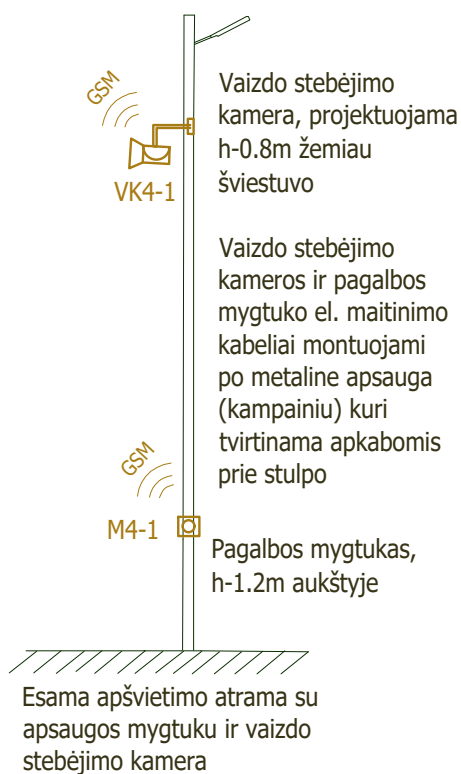 GSM
Vaizdo stebėjimo
kamera, projektuojama
h-0.8m žemiau
šviestuvo
VK4-1
Vaizdo stebėjimo
kameros ir pagalbos
mygtuko el. maitinimo
kabeliai montuojami
po metaline apsauga
(kampainiu) kuri
tvirtinama apkabomis
prie stulpo
GSM
M4-1
Pagalbos mygtukas,
h-1.2m aukštyje
Esama apšvietimo atrama su
apsaugos mygtuku ir vaizdo
stebėjimo kamera